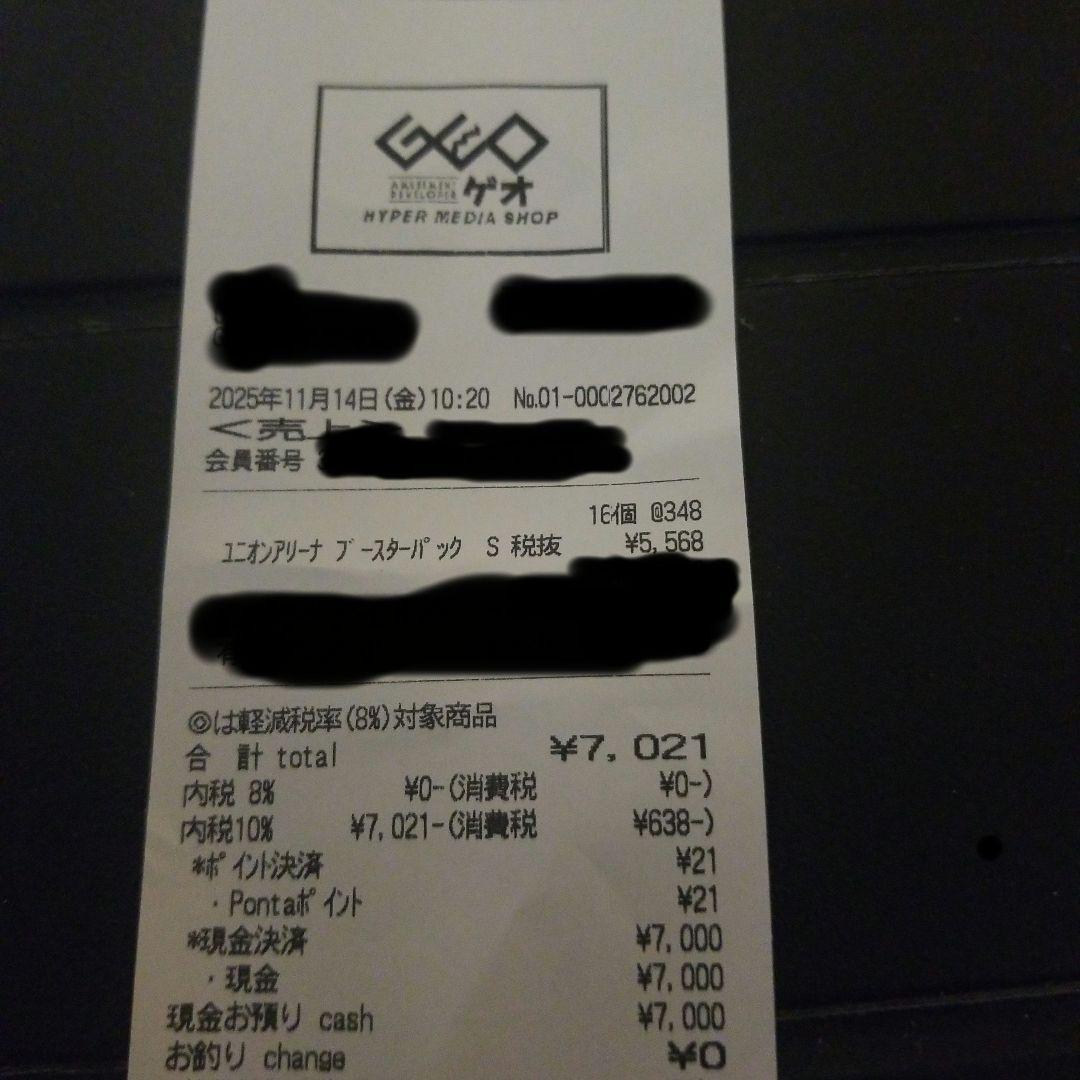 GEO
AMUSEMENT DEVELOPER ゲオ
HYPER MEDIA SHOP
2025年11月14日(金)10:20 No.01-0002762002
<売上>
会員番号
16個 @348
ユニオンアリーナ ブースターパック S 税抜 ¥5,568
◎は軽減税率(8%)対象商品
合 計 total ¥7,021
内税 8% ¥0-(消費税 ¥0-)
内税10% ¥7,021-(消費税 ¥638-)
*ポイント決済 ¥21
・Pontaポイント ¥21
*現金決済 ¥7,000
・現金 ¥7,000
現金お預り cash ¥7,000
お釣り change ¥0